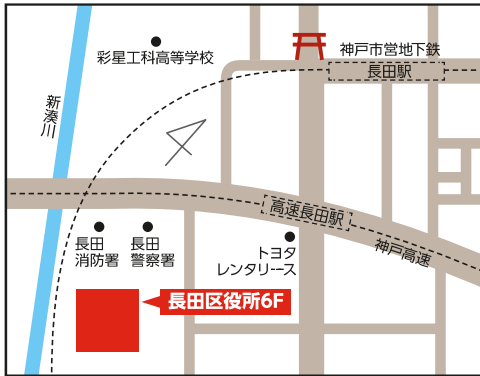 彩星工科高等学校
神戸市営地下鉄
長田駅
新湊川
高速長田駅
神戸高速
長田
消防署
長田
警察署
トヨタ
レンタリース
長田区役所6F